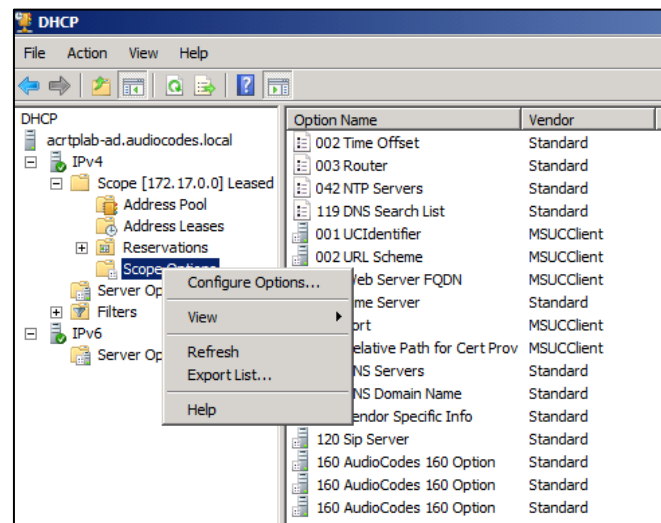 DHCP
File Action View Help
DHCP
acrtplab-ad.audiocodes.local
IPv4
Scope [172.17.0.0] Leased
Address Pool
Address Leases
Reservations
Scope Options
Server Op
Filters
IPv6
Server Op
Configure Options...
View
Refresh
Export List...
Help
Option Name Vendor
002 Time Offset Standard
003 Router Standard
042 NTP Servers Standard
119 DNS Search List Standard
001 UCIdentifier MSUCClient
002 URL Scheme MSUCClient
Web Server FQDN MSUCClient
me Server Standard
ort MSUCClient
elative Path for Cert Prov MSUCClient
NS Servers Standard
NS Domain Name Standard
endor Specific Info Standard
120 Sip Server Standard
160 AudioCodes 160 Option Standard
160 AudioCodes 160 Option Standard
160 AudioCodes 160 Option Standard